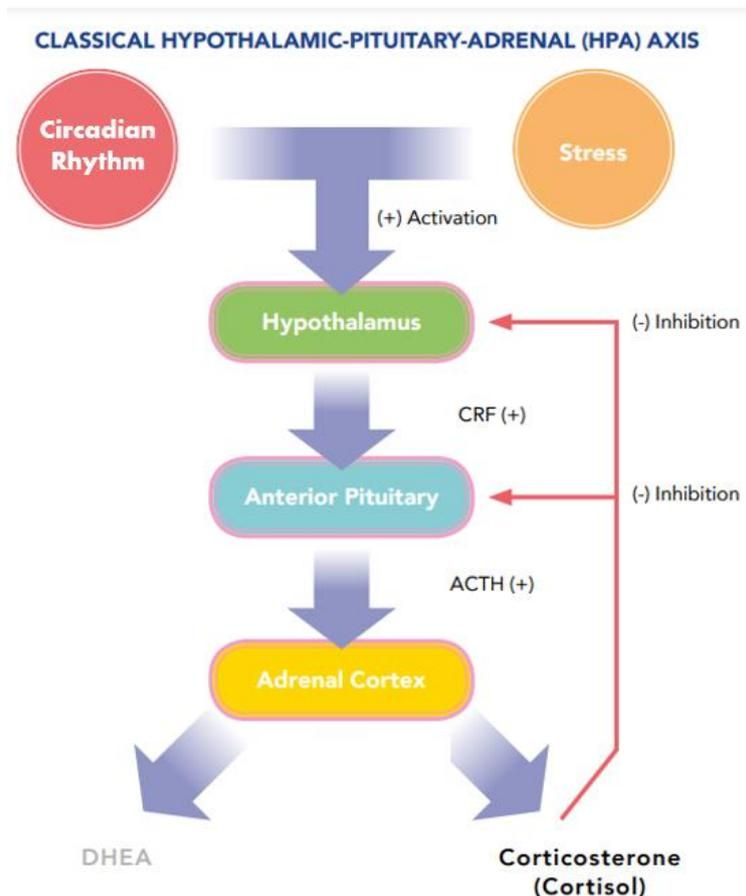 CLASSICAL HYPOTHALAMIC-PITUITARY-ADRENAL (HPA) AXIS
Circadian
Rhythm
Stress
(+) Activation
Hypothalamus
(-) Inhibition
CRF (+)
Anterior Pituitary
(-) Inhibition
ACTH (+)
Adrenal Cortex
DHEA
Corticosterone
(Cortisol)